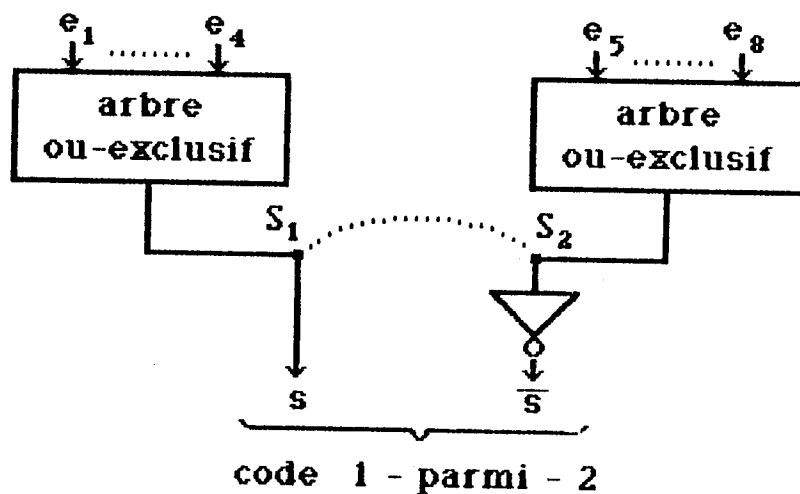 e₁ ........ e₄
e₅ ........ e₈
arbre
ou-exclusif
arbre
ou-exclusif
S₁
S₂
s
s̅
code 1 - parmi - 2